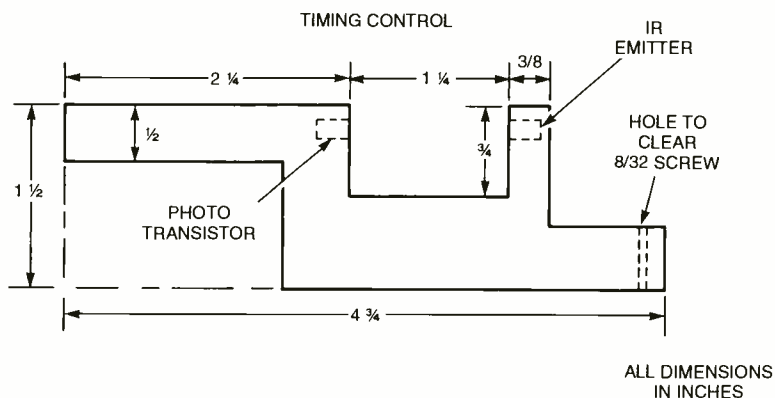 TIMING CONTROL
IR
EMITTER
2 ¼
1 ¼
3/8
½
¾
1 ½
HOLE TO
CLEAR
8/32 SCREW
PHOTO
TRANSISTOR
4 ¾
ALL DIMENSIONS
IN INCHES